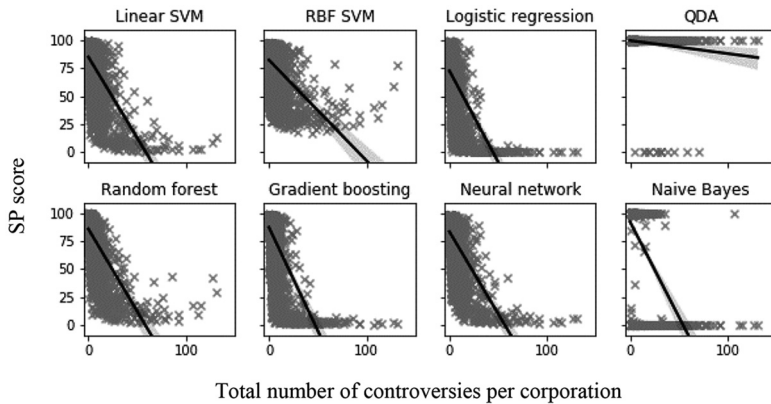 Linear SVM RBF SVM Logistic regression QDA
100
75
50
25
0
Random forest Gradient boosting Neural network Naive Bayes
100
75
50
25
0
0 100 0 100 0 100 0 100
SP score
Total number of controversies per corporation